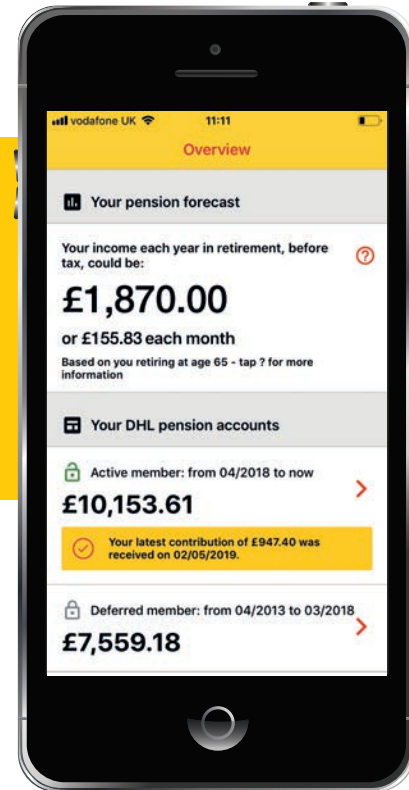 vodafone UK 11:11
Overview
Your pension forecast
Your income each year in retirement, before
tax, could be:
£1,870.00
or £155.83 each month
Based on you retiring at age 65 - tap ? for more
information
Your DHL pension accounts
Active member: from 04/2018 to now
£10,153.61
Your latest contribution of £947.40 was
received on 02/05/2019.
Deferred member: from 04/2013 to 03/2018
£7,559.18